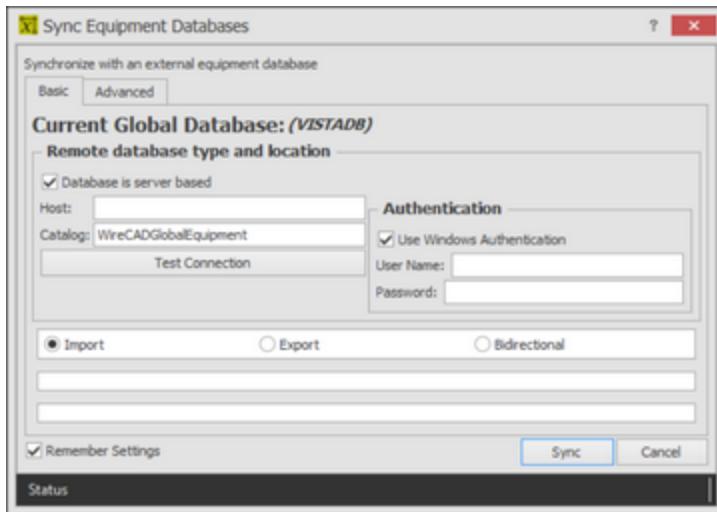 Sync Equipment Databases
?
Synchronize with an external equipment database
Basic Advanced
Current Global Database: (VISTADB)
Remote database type and location
Database is server based
Host:
Authentication
Catalog: WireCADGlobalEquipment
Use Windows Authentication
Test Connection
User Name:
Password:
Import Export Bidirectional
Remember Settings
Sync Cancel
Status